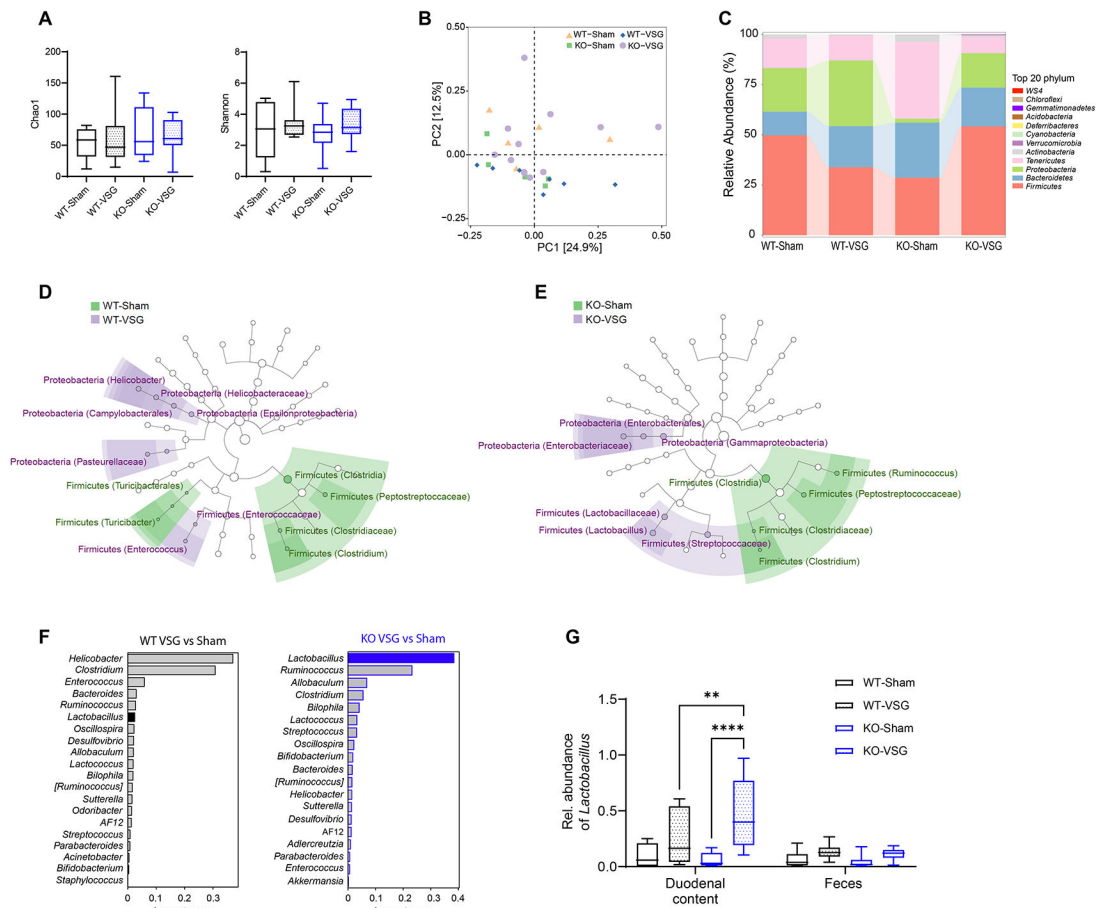 A
Chao1
200
150
100
50
0
WT-Sham
WT-VSG
KO-Sham
KO-VSG
Shannon
8
6
4
2
0
WT-Sham
WT-VSG
KO-Sham
KO-VSG
B
WT-Sham
WT-VSG
KO-Sham
KO-VSG
PC2 [12.5%]
0.50
0.25
0.00
−0.25
−0.25
0.00
0.25
0.50
PC1 [24.9%]
C
Relative Abundance (%)
100
75
50
25
0
WT-Sham
WT-VSG
KO-Sham
KO-VSG
Top 20 phylum
WS4
Chloroflexi
Gemmatimonadetes
Acidobacteria
Deferribacteres
Cyanobacteria
Verrucomicrobia
Actinobacteria
Tenericutes
Proteobacteria
Bacteroidetes
Firmicutes
D
WT-Sham
WT-VSG
Proteobacteria (Helicobacter)
Proteobacteria (Helicobacteraceae)
Proteobacteria (Campylobacterales)
Proteobacteria (Epsilonproteobacteria)
Proteobacteria (Pasteurellaceae)
Firmicutes (Clostridia)
Firmicutes (Turicibacterales)
Firmicutes (Peptostreptoccaceae)
Firmicutes (Enterococcaceae)
Firmicutes (Turicibacter)
Firmicutes (Clostridiaceae)
Firmicutes (Enterococcus)
Firmicutes (Clostridium)
E
KO-Sham
KO-VSG
Proteobacteria (Enterobacteriales)
Proteobacteria (Enterobacteriaceae)
Proteobacteria (Gammaproteobacteria)
Firmicutes (Ruminococcus)
Firmicutes (Clostridia)
Firmicutes (Peptostreptococcaceae)
Firmicutes (Lactobacillaceae)
Firmicutes (Lactobacillus)
Firmicutes (Clostridiaceae)
Firmicutes (Streptococcaceae)
Firmicutes (Clostridium)
F
WT VSG vs Sham
Helicobacter
Clostridium
Enterococcus
Bacteroides
Ruminococcus
Lactobacillus
Oscillospira
Desulfovibrio
Allobaculum
Lactococcus
Bilophila
[Ruminococcus]
Sutterella
Odoribacter
AF12
Streptococcus
Parabacteroides
Acinetobacter
Bifidobacterium
Staphylococcus
0
0.1
0.2
0.3
KO VSG vs Sham
Lactobacillus
Ruminococcus
Allobaculum
Clostridium
Bilophila
Lactococcus
Streptococcus
Oscillospira
Bifidobacterium
Bacteroides
[Ruminococcus]
Helicobacter
Sutterella
Desulfovibrio
AF12
Adlercreutzia
Parabacteroides
Enterococcus
Akkermansia
0
0.1
0.2
0.3
0.4
G
WT-Sham
WT-VSG
KO-Sham
KO-VSG
Rel. abundance
of Lactobacillus
1.5
1.0
0.5
0.0
**
****
Duodenal
content
Feces